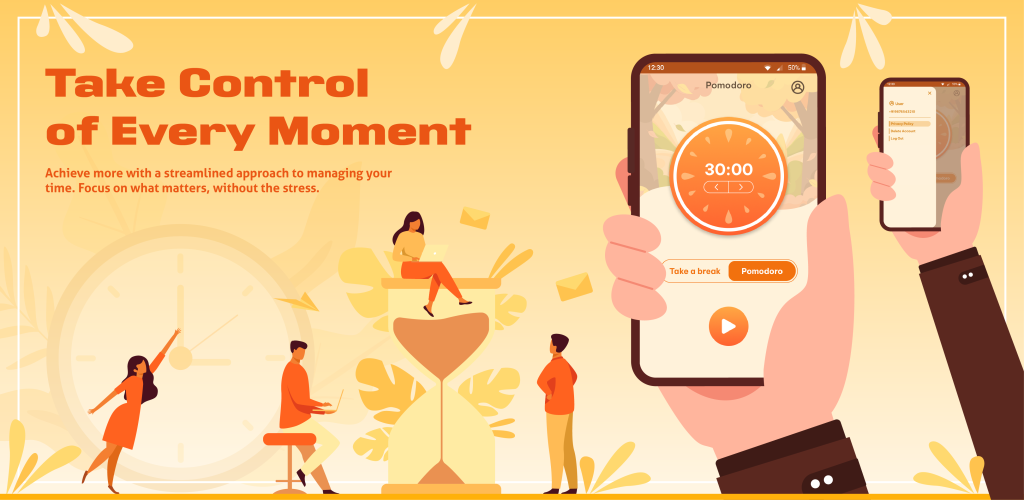 Take Control
of Every Moment
Achieve more with a streamlined approach to managing your
time. Focus on what matters, without the stress.
12:30
50%
Pomodoro
30:00
Take a break
Pomodoro
User
Privacy Policy
Delete Account
Log Out